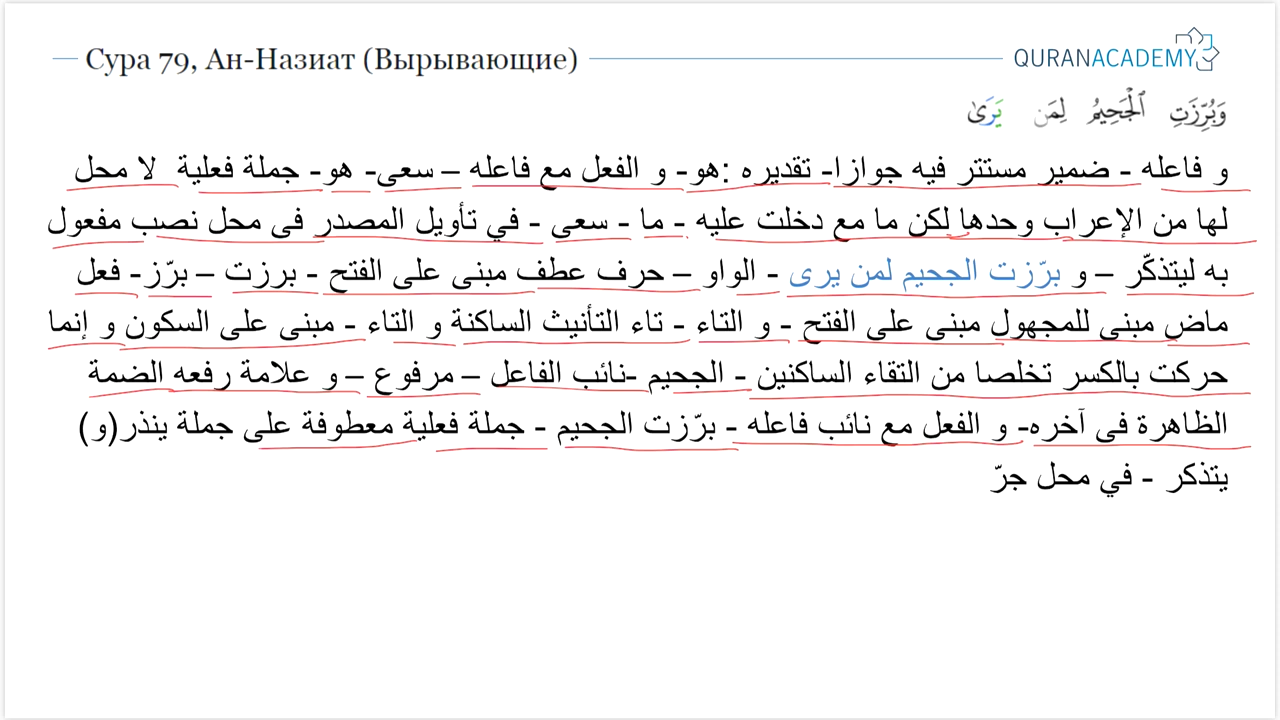 Сура 79, Ан-Назиат (Вырывающие)
QURANACADEMY
وَبُرِّزَتِ ٱلْجَحِيمُ لِمَن يَرَىٰ
و فاعله - ضمير مستتر فيه جوازا- تقديره :هو- و الفعل مع فاعله – سعى- هو- جملة فعلية لا محل
لها من الإعراب وحدها لكن ما مع دخلت عليه - ما - سعى - في تأويل المصدر فى محل نصب مفعول
به ليتذكّر – و برّزت الجحيم لمن يرى - الواو – حرف عطف مبنى على الفتح - برزت – برّز- فعل
ماض مبنى للمجهول مبنى على الفتح - و التاء - تاء التأنيث الساكنة و التاء - مبنى على السكون و إنما
حركت بالكسر تخلصا من التقاء الساكنين - الجحيم -نائب الفاعل – مرفوع – و علامة رفعه الضمة
الظاهرة فى آخره- و الفعل مع نائب فاعله - برّزت الجحيم - جملة فعلية معطوفة على جملة ينذر(و)
يتذكر - في محل جرّ